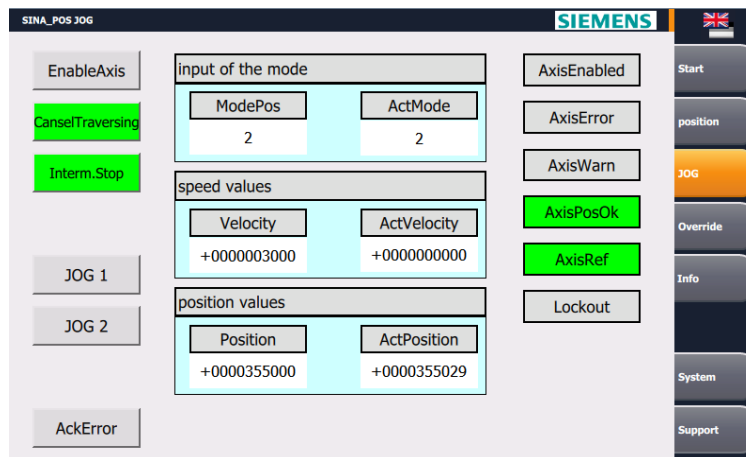 SINA_POS JOG
SIEMENS
EnableAxis
CanselTraversing
Interm.Stop
JOG 1
JOG 2
AckError
input of the mode
ModePos
ActMode
2
2
speed values
Velocity
ActVelocity
+0000003000
+0000000000
position values
Position
ActPosition
+0000355000
+0000355029
AxisEnabled
AxisError
AxisWarn
AxisPosOk
AxisRef
Lockout
Start
position
JOG
Override
Info
System
Support